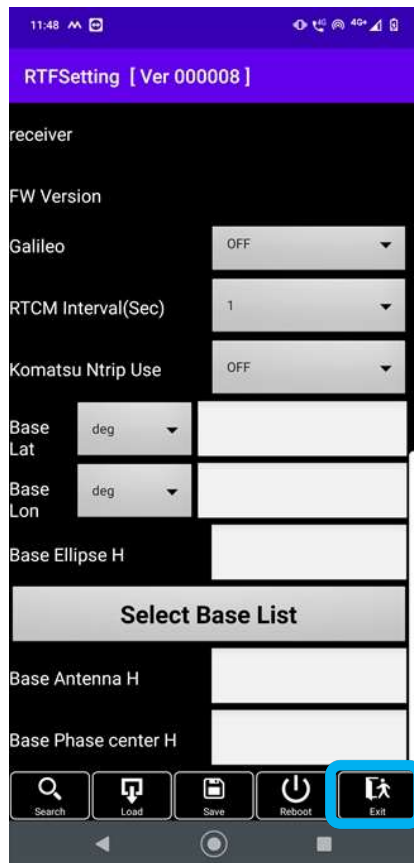 11:48
4G 4G+
RTFSetting [ Ver 000008 ]
receiver
FW Version
Galileo OFF
RTCM Interval(Sec) 1
Komatsu Ntrip Use OFF
Base Lat deg
Base Lon deg
Base Ellipse H
Select Base List
Base Antenna H
Base Phase center H
Search Load Save Reboot Exit